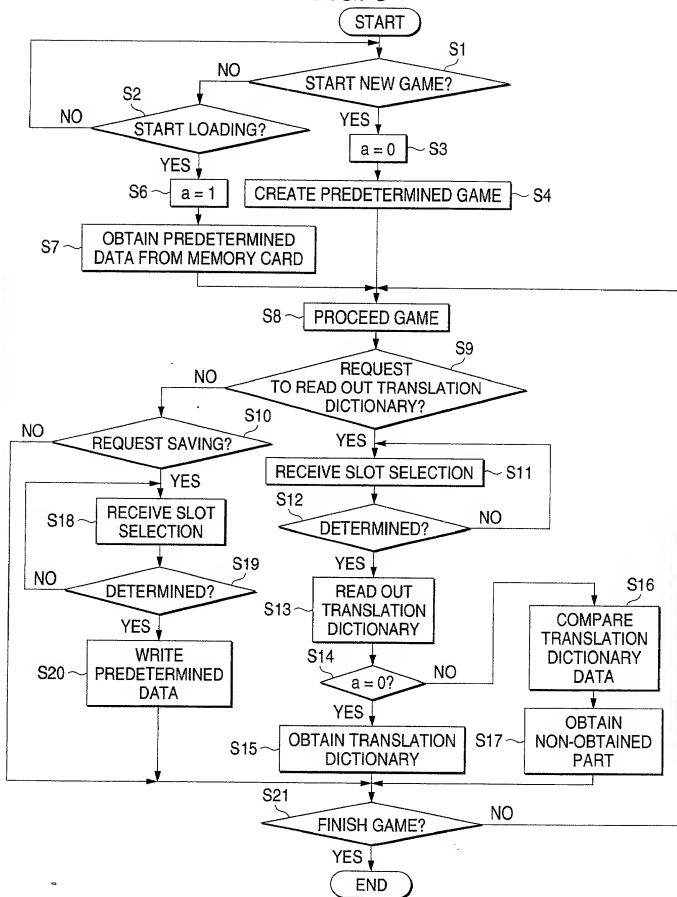 START
S1
START NEW GAME?
NO
YES
S2
START LOADING?
NO
YES
a = 0
S3
S6
a = 1
CREATE PREDETERMINED GAME
S4
S7
OBTAIN PREDETERMINED
DATA FROM MEMORY CARD
S8
PROCEED GAME
S9
REQUEST
TO READ OUT TRANSLATION
DICTIONARY?
NO
YES
S10
REQUEST SAVING?
NO
YES
RECEIVE SLOT SELECTION
S11
S18
RECEIVE SLOT
SELECTION
S12
DETERMINED?
NO
YES
S19
DETERMINED?
NO
YES
S13
READ OUT
TRANSLATION
DICTIONARY
S16
COMPARE
TRANSLATION
DICTIONARY
DATA
S20
WRITE
PREDETERMINED
DATA
S14
a = 0?
NO
YES
S15
OBTAIN TRANSLATION
DICTIONARY
S17
OBTAIN
NON-OBTAINED
PART
S21
FINISH GAME?
NO
YES
END